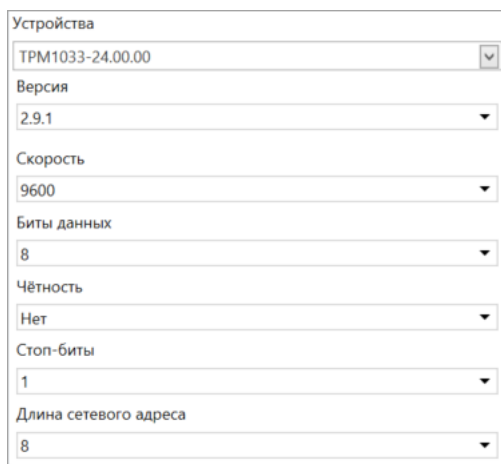 Устройства
ТРМ1033-24.00.00
Версия
2.9.1
Скорость
9600
Биты данных
8
Чётность
Нет
Стоп-биты
1
Длина сетевого адреса
8